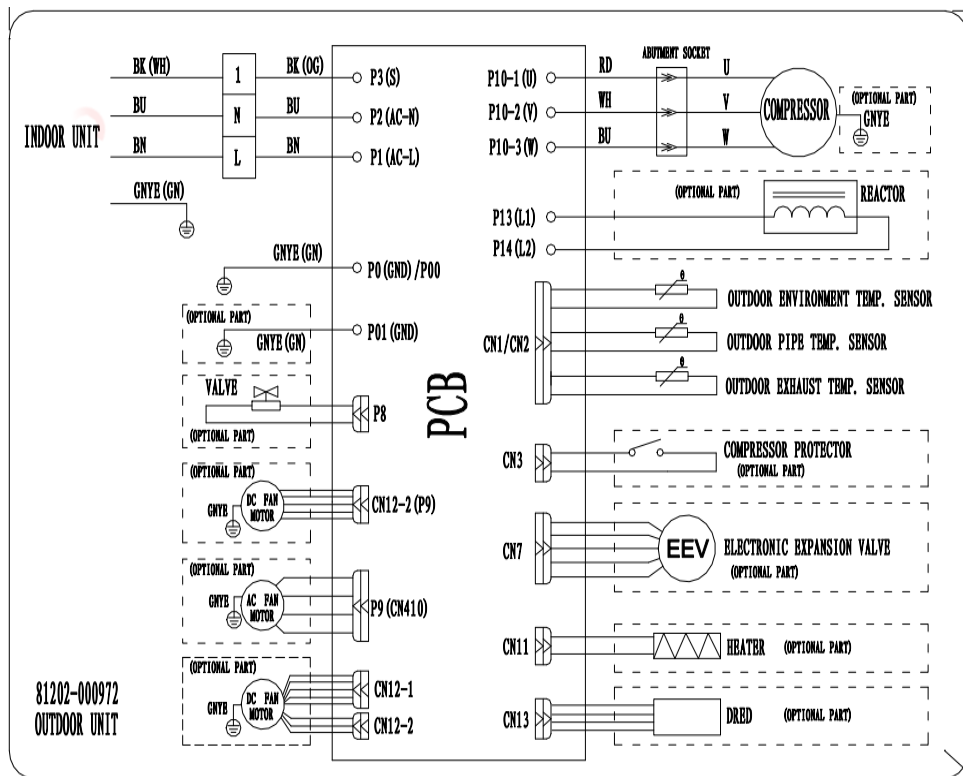 BK(WH)
1
BK(OG)
P3(S)
BU
N
BU
P2(AC-N)
INDOOR UNIT
BN
L
BN
P1(AC-L)
GNYE(GN)
GNYE(GN)
P0(GND)/P00
(OPTIONAL PART)
GNYE(GN)
P01(GND)
VALVE
P8
(OPTIONAL PART)
(OPTIONAL PART)
GNYE
DC FAN
MOTOR
CN12-2(P9)
(OPTIONAL PART)
GNYE
AC FAN
MOTOR
P9(CN410)
(OPTIONAL PART)
GNYE
DC FAN
MOTOR
CN12-1
CN12-2
81202-000972
OUTDOOR UNIT
PCB
ABUTMENT SOCKET
P10-1(U)
RD
U
P10-2(V)
WH
V
P10-3(W)
BU
W
COMPRESSOR
(OPTIONAL PART)
GNYE
(OPTIONAL PART)
REACTOR
P13(L1)
P14(L2)
CN1/CN2
θ
OUTDOOR ENVIRONMENT TEMP. SENSOR
θ
OUTDOOR PIPE TEMP. SENSOR
θ
OUTDOOR EXHAUST TEMP. SENSOR
CN3
COMPRESSOR PROTECTOR
(OPTIONAL PART)
CN7
EEV
ELECTRONIC EXPANSION VALVE
(OPTIONAL PART)
CN11
HEATER (OPTIONAL PART)
CN13
DRED (OPTIONAL PART)